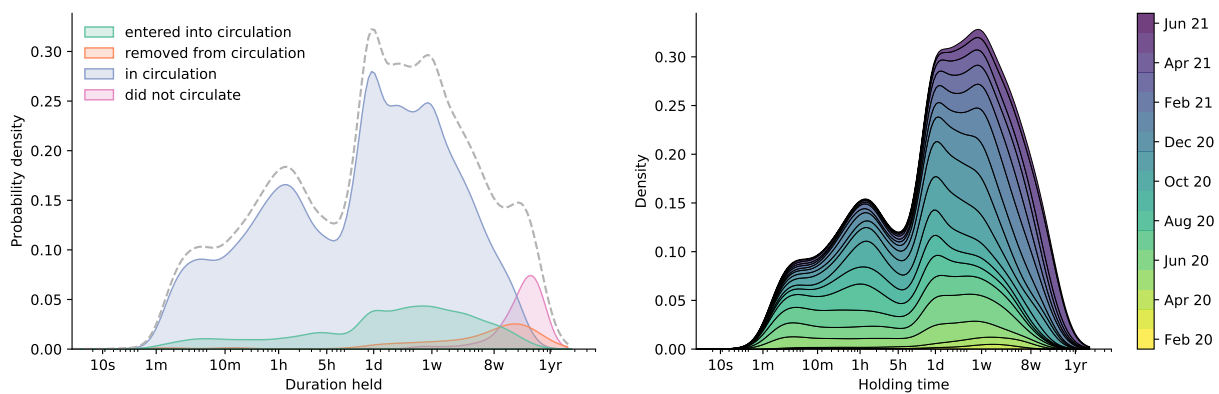 Probability density
0.30
0.25
0.20
0.15
0.10
0.05
0.00
entered into circulation
removed from circulation
in circulation
did not circulate
10s 1m 10m 1h 5h 1d 1w 8w 1yr
Duration held
Density
0.30
0.25
0.20
0.15
0.10
0.05
0.00
10s 1m 10m 1h 5h 1d 1w 8w 1yr
Holding time
Jun 21
Apr 21
Feb 21
Dec 20
Oct 20
Aug 20
Jun 20
Apr 20
Feb 20